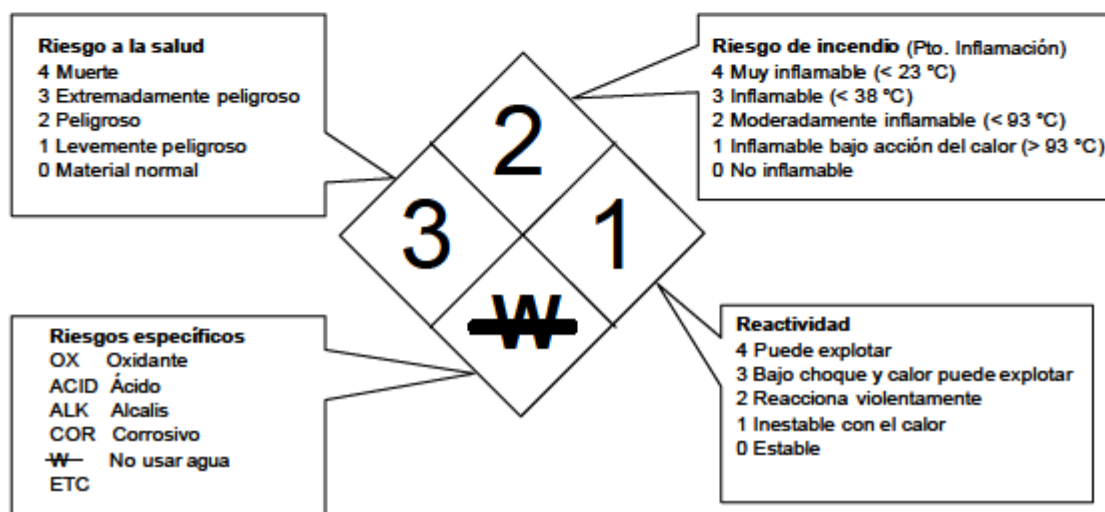 Riesgo a la salud
4 Muerte
3 Extremadamente peligroso
2 Peligroso
1 Levemente peligroso
0 Material normal
Riesgo de incendio (Pto. Inflamación)
4 Muy inflamable (< 23 °C)
3 Inflamable (< 38 °C)
2 Moderadamente inflamable (< 93 °C)
1 Inflamable bajo acción del calor (> 93 °C)
0 No inflamable
2
3
1
W
Riesgos específicos
OX Oxidante
ACID Ácido
ALK Alcalis
COR Corrosivo
W No usar agua
ETC
Reactividad
4 Puede explotar
3 Bajo choque y calor puede explotar
2 Reacciona violentamente
1 Inestable con el calor
0 Estable